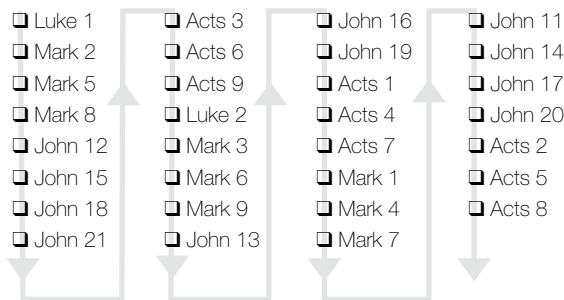 ❑ Luke 1
❑ Mark 2
❑ Mark 5
❑ Mark 8
❑ John 12
❑ John 15
❑ John 18
❑ John 21
❑ Acts 3
❑ Acts 6
❑ Acts 9
❑ Luke 2
❑ Mark 3
❑ Mark 6
❑ Mark 9
❑ John 13
❑ John 16
❑ John 19
❑ Acts 1
❑ Acts 4
❑ Acts 7
❑ Mark 1
❑ Mark 4
❑ Mark 7
❑ John 11
❑ John 14
❑ John 17
❑ John 20
❑ Acts 2
❑ Acts 5
❑ Acts 8